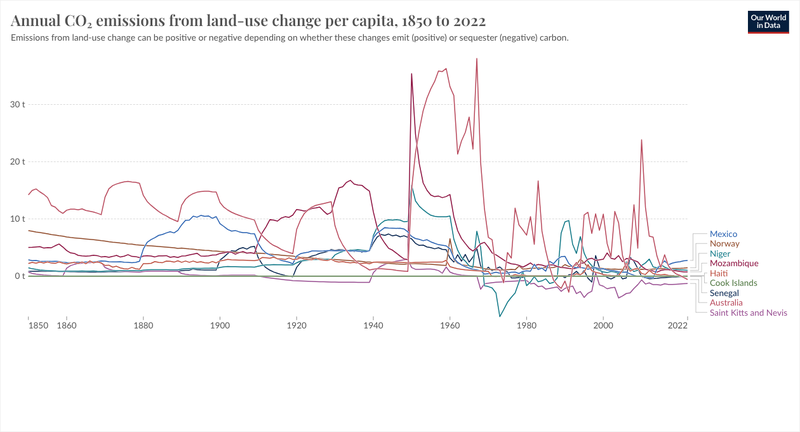 Annual CO₂ emissions from land-use change per capita, 1850 to 2022
Our World
in Data
Emissions from land-use change can be positive or negative depending on whether these changes emit (positive) or sequester (negative) carbon.
30 t
20 t
10 t
0 t
1850
1860
1880
1900
1920
1940
1960
1980
2000
2022
Mexico
Norway
Niger
Mozambique
Haiti
Cook Islands
Senegal
Australia
Saint Kitts and Nevis